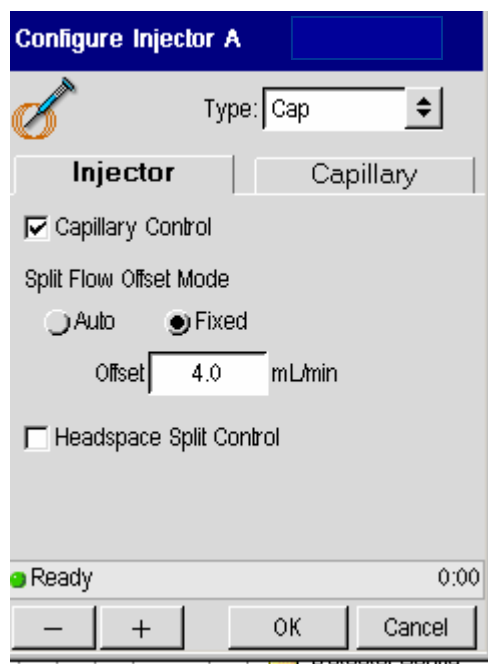 Configure Injector A
Type: Cap
Injector Capillary
Capillary Control
Split Flow Offset Mode
Auto Fixed
Offset 4.0 mL/min
Headspace Split Control
Ready 0:00
− + OK Cancel